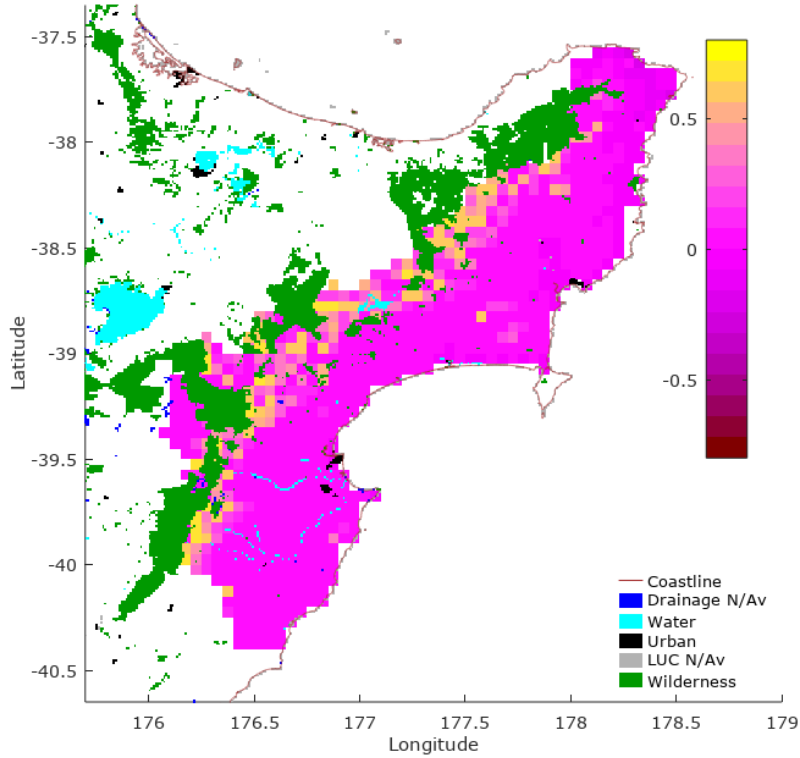 -37.5
-38
-38.5
-39
-39.5
-40
-40.5
Latitude
176
176.5
177
177.5
178
178.5
179
Longitude
0.5
0
-0.5
Coastline
Drainage N/Av
Water
Urban
LUC N/Av
Wilderness